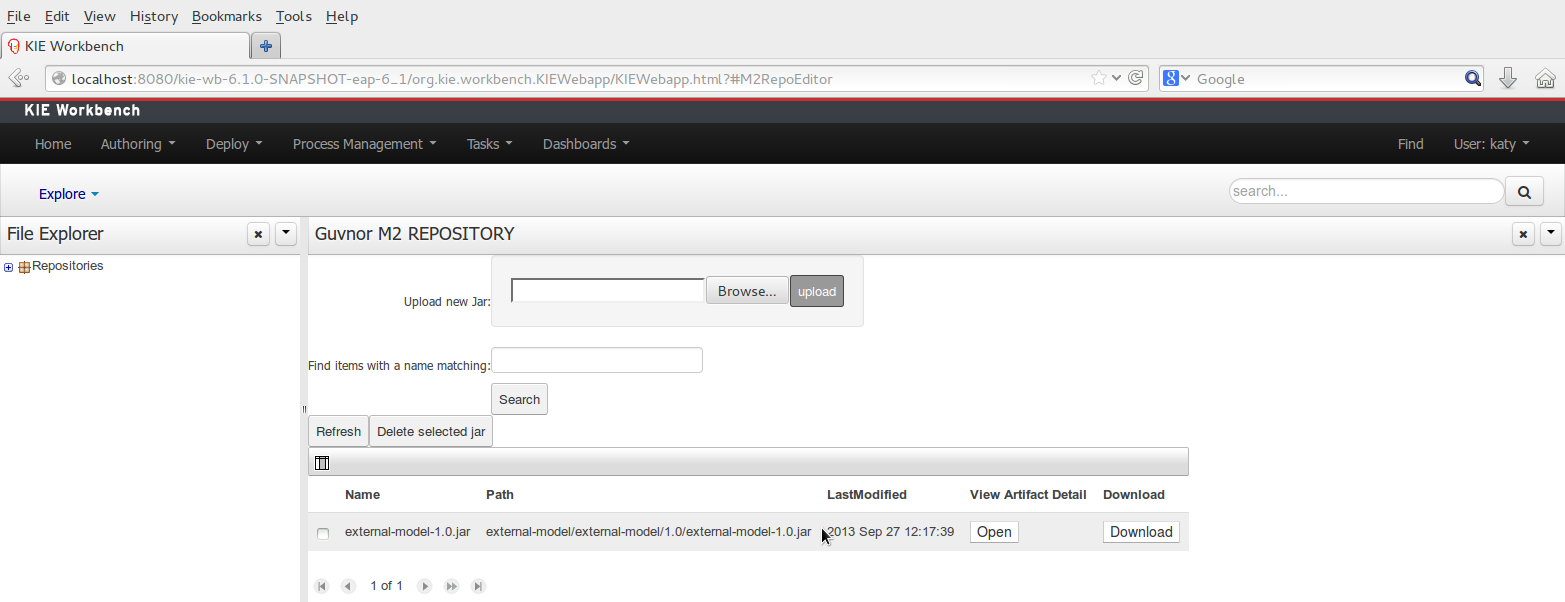 File Edit View History Bookmarks Tools Help
KIE Workbench
localhost:8080/kie-wb-6.1.0-SNAPSHOT-eap-6_1/org.kie.workbench.KIEWebapp/KIEWebapp.html?#M2RepoEditor Google
KIE Workbench
Home Authoring Deploy Process Management Tasks Dashboards Find User: katy
Explore search...
File Explorer Guvnor M2 REPOSITORY
Repositories
Upload new Jar: Browse... upload
Find items with a name matching:
Search
Refresh Delete selected jar
Name Path LastModified View Artifact Detail Download
external-model-1.0.jar external-model/external-model/1.0/external-model-1.0.jar 2013 Sep 27 12:17:39 Open Download
1 of 1